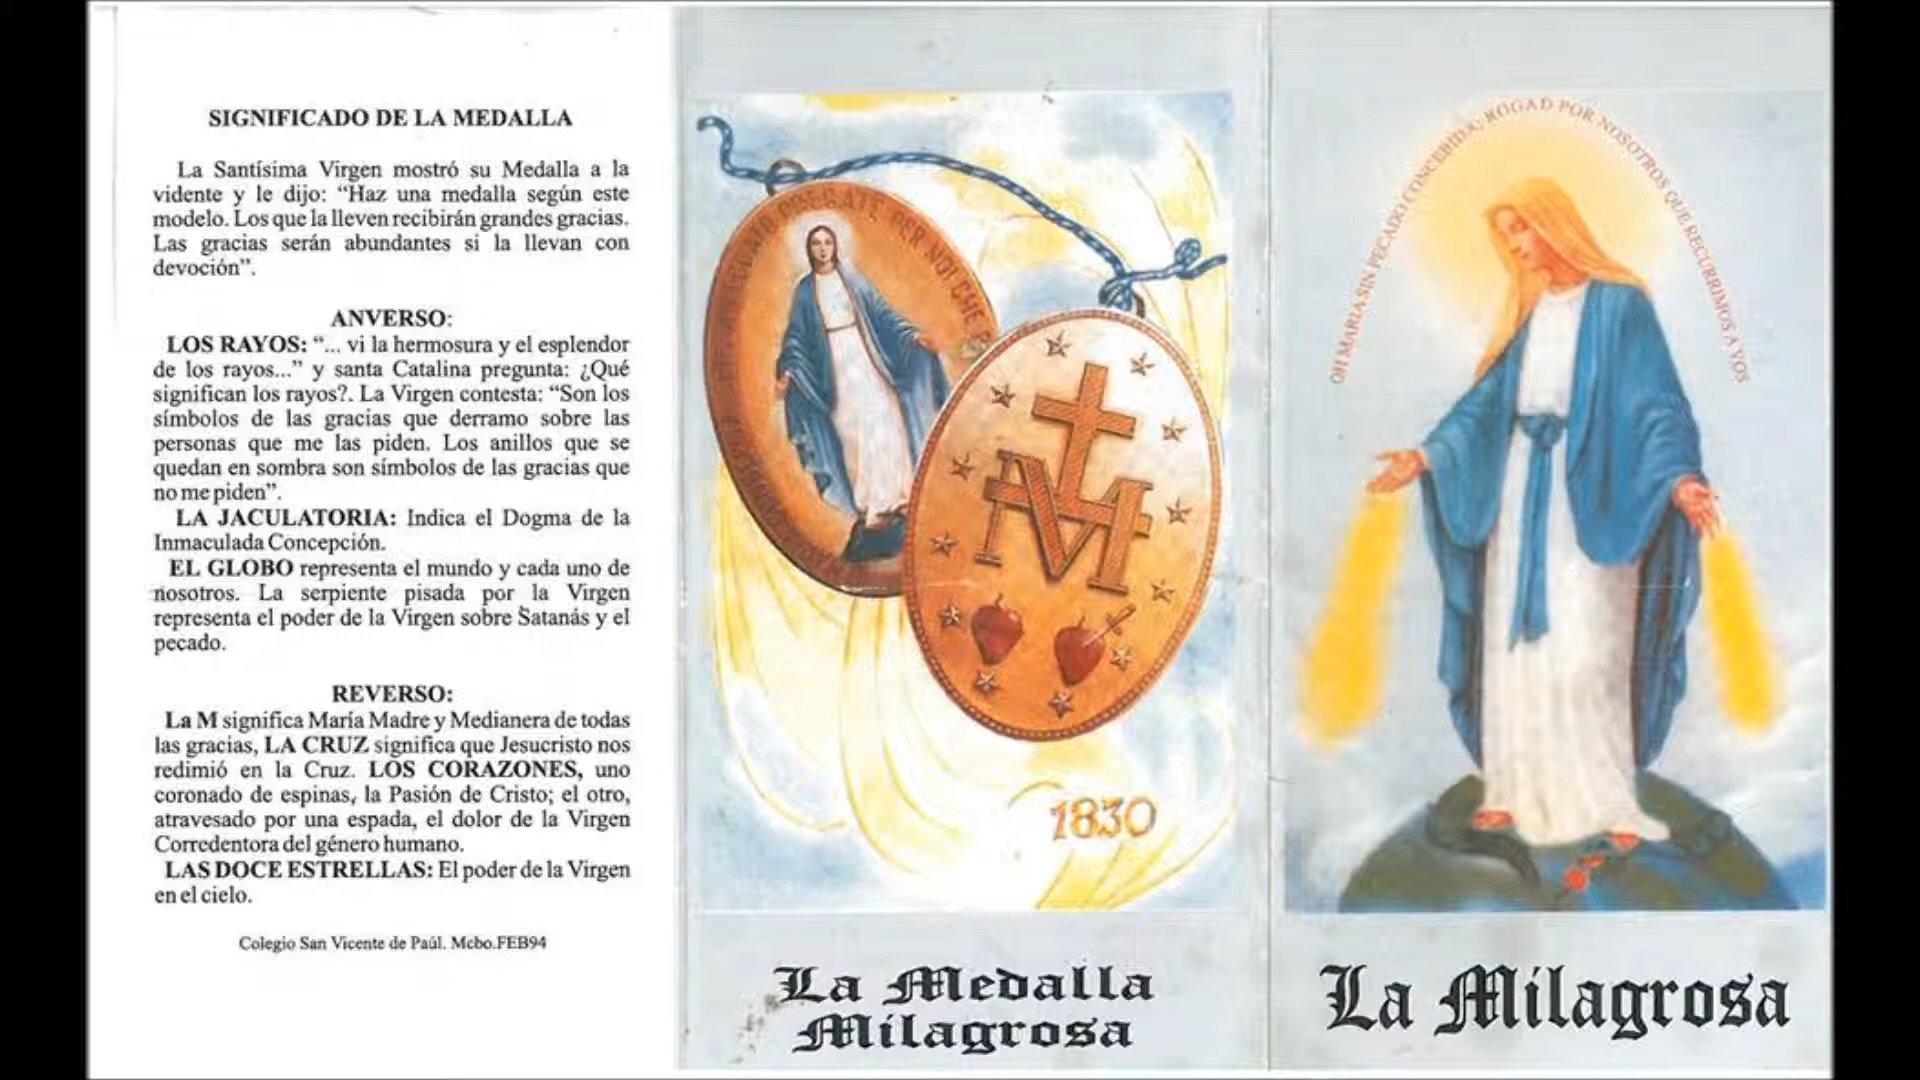 SIGNIFICADO DE LA MEDALLA
La Santísima Virgen mostró su Medalla a la
vidente y le dijo: “Haz una medalla según este
modelo. Los que la lleven recibirán grandes gracias.
Las gracias serán abundantes si la llevan con
devoción”.
ANVERSO:
LOS RAYOS: “... vi la hermosura y el esplendor
de los rayos...” y santa Catalina pregunta: ¿Qué
significan los rayos?. La Virgen contesta: “Son los
símbolos de las gracias que derramo sobre las
personas que me las piden. Los anillos que se
quedan en sombra son símbolos de las gracias que
no me piden”.
LA JACULATORIA: Indica el Dogma de la
Inmaculada Concepción.
EL GLOBO representa el mundo y cada uno de
nosotros. La serpiente pisada por la Virgen
representa el poder de la Virgen sobre Satanás y el
pecado.
REVERSO:
La M significa María Madre y Medianera de todas
las gracias, LA CRUZ significa que Jesucristo nos
redimió en la Cruz. LOS CORAZONES, uno
coronado de espinas, la Pasión de Cristo; el otro,
atravesado por una espada, el dolor de la Virgen
Corredentora del género humano.
LAS DOCE ESTRELLAS: El poder de la Virgen
en el cielo.
Colegio San Vicente de Paúl. Mcbo.FEB94
PREGATE PER NOI CHE
M
1830
La Medalla
Milagrosa
OH MARIA SIN PECADO CONCEBIDA, ROGAD POR NOSOTROS QUE RECURRIMOS A VOS
La Milagrosa